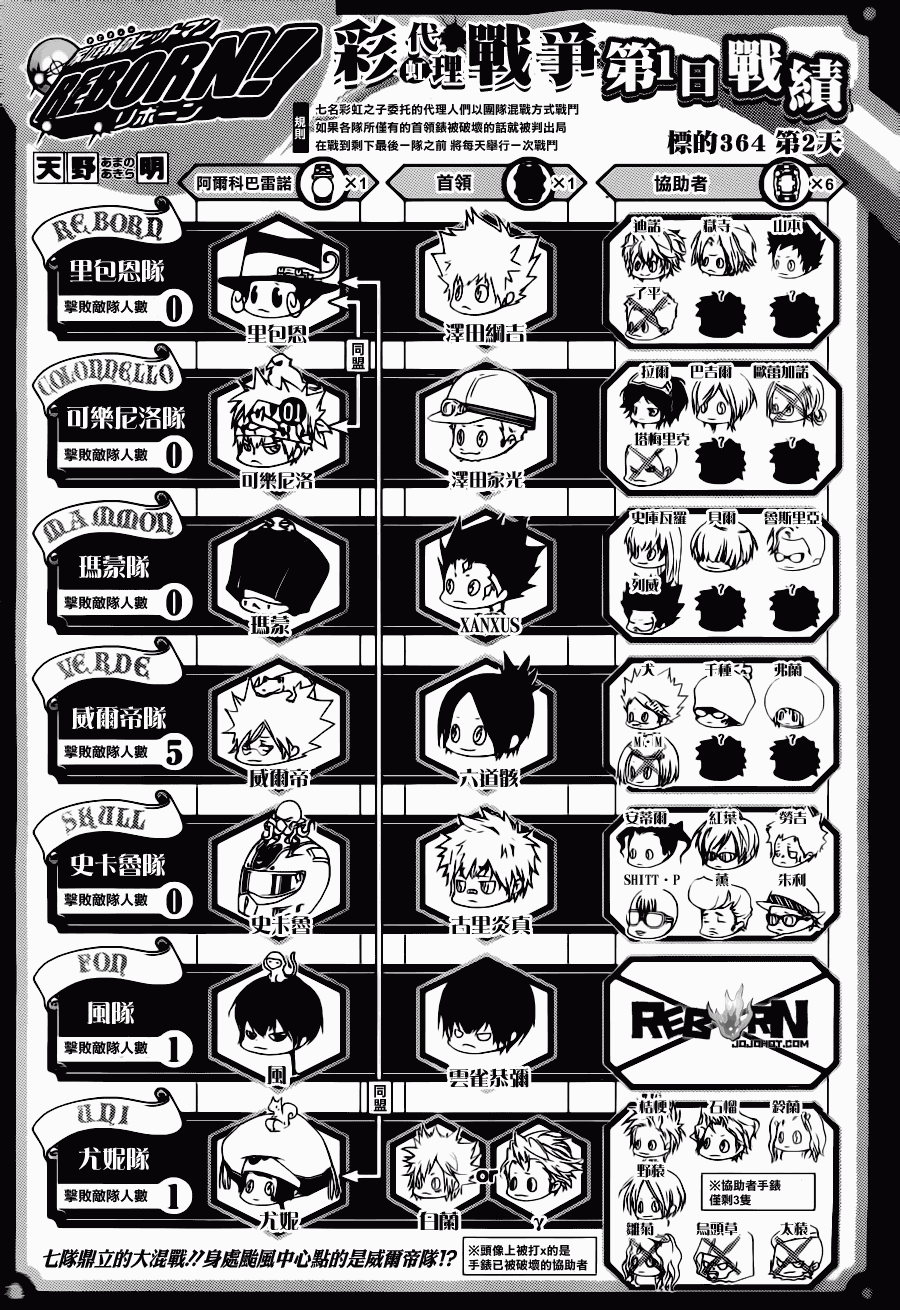 家庭教師ヒットマン
REBORN!!
リボーン
彩虹代理戰爭 第1日戰績
規則
七名彩虹之子委托的代理人們以團隊混戰方式戰鬥
如果各隊所僅有的首領錶被破壞的話就被判出局
在戰到剩下最後一隊之前 將每天舉行一次戰鬥
標的364 第2天
天野明
あまの
あきら
阿爾科巴雷諾 ×1
首領 ×1
協助者 ×6
REBORN
里包恩隊
擊敗敵隊人數 0
里包恩
澤田綱吉
迪諾 獄寺 山本
了平 ? ?
同盟
COLONNELLO
可樂尼洛隊
擊敗敵隊人數 0
01
可樂尼洛
澤田家光
拉爾 巴吉爾 歐蕾加諾
塔梅里克 ? ?
MAMMON
瑪蒙隊
擊敗敵隊人數 0
瑪蒙
XANXUS
史庫瓦羅 貝爾 魯斯里亞
列威 ? ?
VERDE
威爾帝隊
擊敗敵隊人數 5
威爾帝
六道骸
犬 千種 弗蘭
M·M ? ?
SKULL
史卡魯隊
擊敗敵隊人數 0
史卡魯
古里炎真
安蒂爾 紅葉 勞吉
SHITT·P 薰 朱利
FON
風隊
擊敗敵隊人數 1
風
雲雀恭彌
REBORN
JOJOHOT.COM
同盟
UNI
尤妮隊
擊敗敵隊人數 1
尤妮
白蘭 or γ
桔梗 石榴 鈴蘭
野猿
※協助者手錶
僅剩3隻
雛菊 烏頭草 太猿
七隊鼎立的大混戰!!身處颱風中心點的是威爾帝隊!?
※頭像上被打x的是
手錶已被破壞的協助者